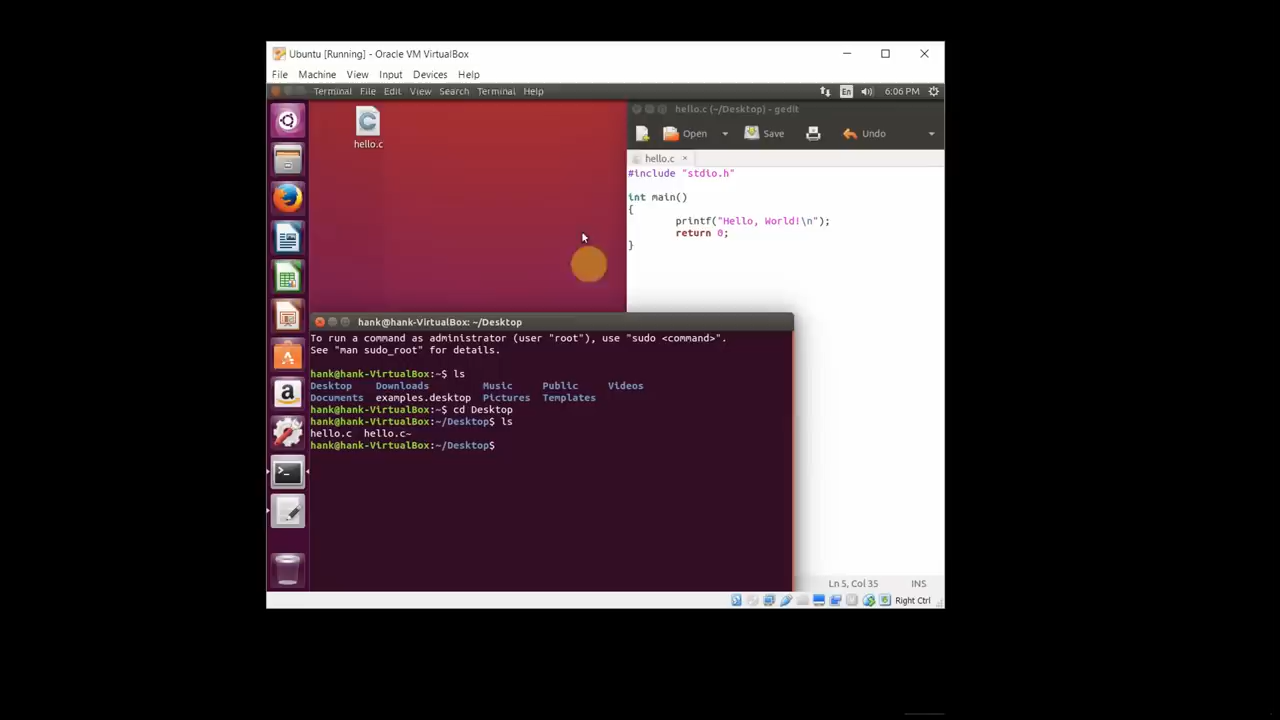 Ubuntu [Running] - Oracle VM VirtualBox
File Machine View Input Devices Help
Terminal File Edit View Search Terminal Help En 6:06 PM
hello.c
hello.c (~/Desktop) - gedit
Open Save Undo
hello.c ×
#include "stdio.h"
int main()
{
printf("Hello, World!\n");
return 0;
}
hank@hank-VirtualBox: ~/Desktop
To run a command as administrator (user "root"), use "sudo <command>".
See "man sudo_root" for details.
hank@hank-VirtualBox:~$ ls
Desktop Downloads Music Public Videos
Documents examples.desktop Pictures Templates
hank@hank-VirtualBox:~$ cd Desktop
hank@hank-VirtualBox:~/Desktop$ ls
hello.c hello.c~
hank@hank-VirtualBox:~/Desktop$
Ln 5, Col 35 INS
Right Ctrl